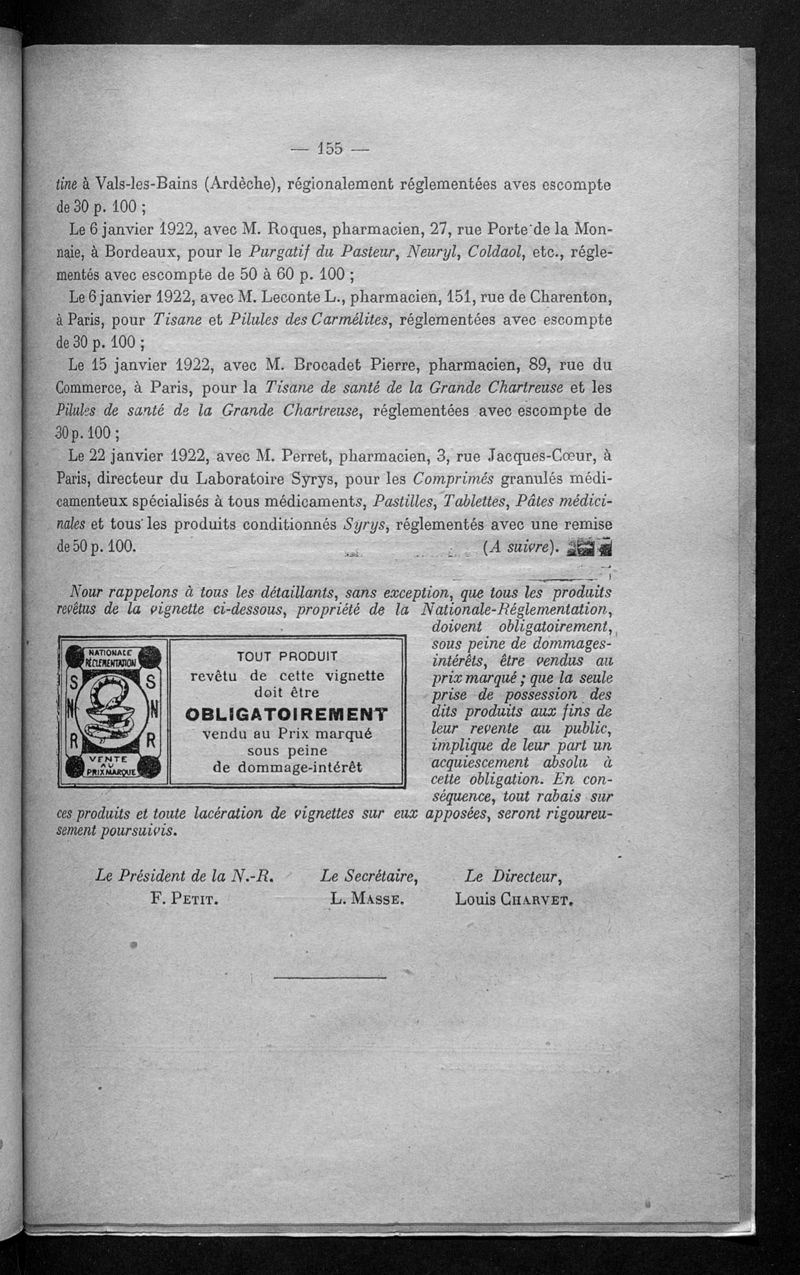 — 155 —
tine à Vals-les-Bains (Ardèche), régionalement réglementées aves escompte
de 30 p. 100 ;
Le 6 janvier 1922, avec M. Roques, pharmacien, 27, rue Porte de la Mon-
naie, à Bordeaux, pour le Purgatif du Pasteur, Neuryl, Coldaol, etc., régle-
mentés avec escompte de 50 à 60 p. 100 ;
Le 6 janvier 1922, avec M. Leconte L., pharmacien, 151, rue de Charenton,
à Paris, pour Tisane et Pilules des Carmélites, réglementées avec escompte
de 30 p. 100 ;
Le 15 janvier 1922, avec M. Brocadet Pierre, pharmacien, 89, rue du
Commerce, à Paris, pour la Tisane de santé de la Grande Chartreuse et les
Pilules de santé de la Grande Chartreuse, réglementées avec escompte de
30 p. 100 ;
Le 22 janvier 1922, avec M. Perret, pharmacien, 3, rue Jacques-Cœur, à
Paris, directeur du Laboratoire Syrys, pour les Comprimés granulés médi-
camenteux spécialisés à tous médicaments, Pastilles, Tablettes, Pâtes médici-
nales et tous les produits conditionnés Syrys, réglementés avec une remise
de 50 p. 100. (A suivre).
Nour rappelons à tous les détaillants, sans exception, que tous les produits
revêtus de la vignette ci-dessous, propriété de la Nationale-Réglementation,
doivent obligatoirement,
sous peine de dommages-
intérêts, être vendus au
prix marqué ; que la seule
prise de possession des
dits produits aux fins de
leur revente au public,
implique de leur part un
acquiescement absolu à
cette obligation. En con-
séquence, tout rabais sur
NATIONALE
RÉGLEMENTATION
S S
N N
R R
VENTE
AU
PRIX MARQUÉ
TOUT PRODUIT
revêtu de cette vignette
doit être
OBLIGATOIREMENT
vendu au Prix marqué
sous peine
de dommage-intérêt
ces produits et toute lacération de vignettes sur eux apposées, seront rigoureu-
sement poursuivis.
Le Président de la N.-R. Le Secrétaire, Le Directeur,
F. PETIT. L. MASSE. Louis CHARVET.